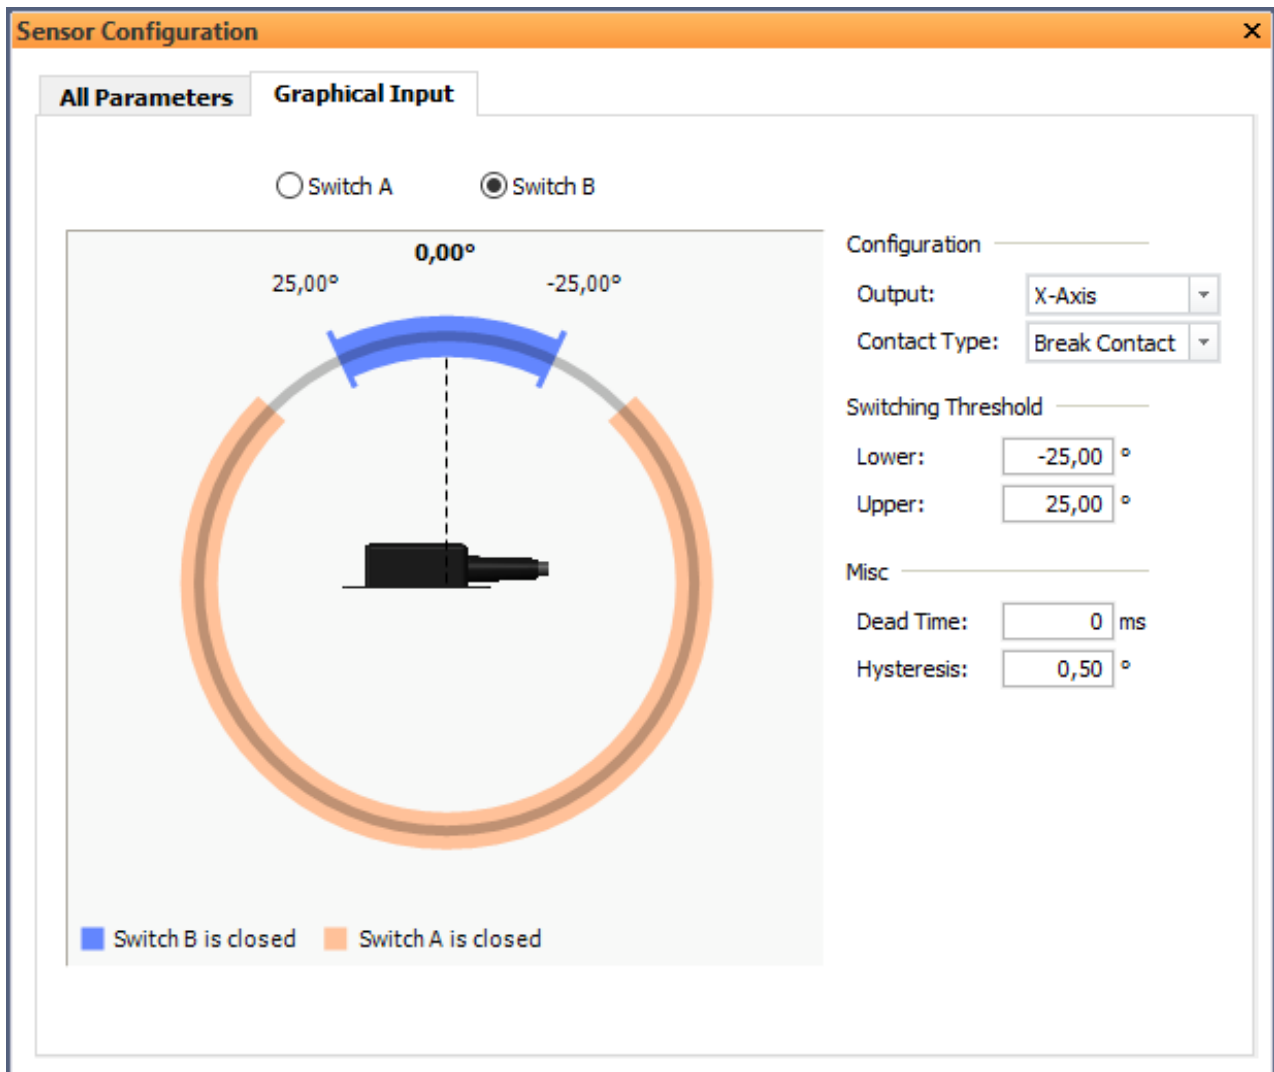 Sensor Configuration
All Parameters
Graphical Input
Switch A
Switch B
0,00°
25,00°
-25,00°
Switch B is closed
Switch A is closed
Configuration
Output: X-Axis
Contact Type: Break Contact
Switching Threshold
Lower: -25,00 °
Upper: 25,00 °
Misc
Dead Time: 0 ms
Hysteresis: 0,50 °